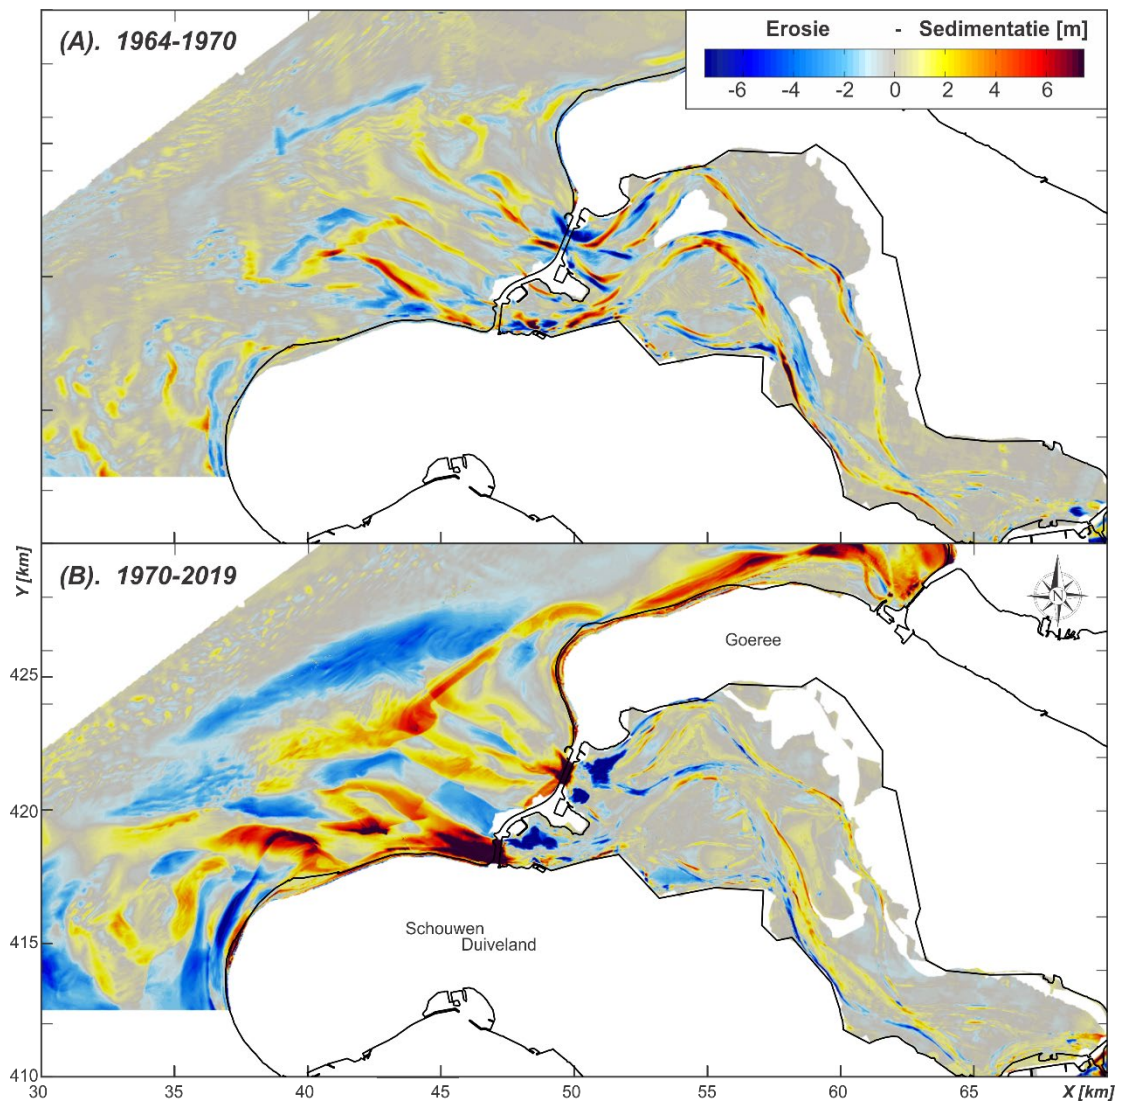 (A). 1964-1970
Erosie - Sedimentatie [m]
-6 -4 -2 0 2 4 6
(B). 1970-2019
N
Goeree
Schouwen
Duiveland
Y [km]
425
420
415
410
30 35 40 45 50 55 60 65 X [km]